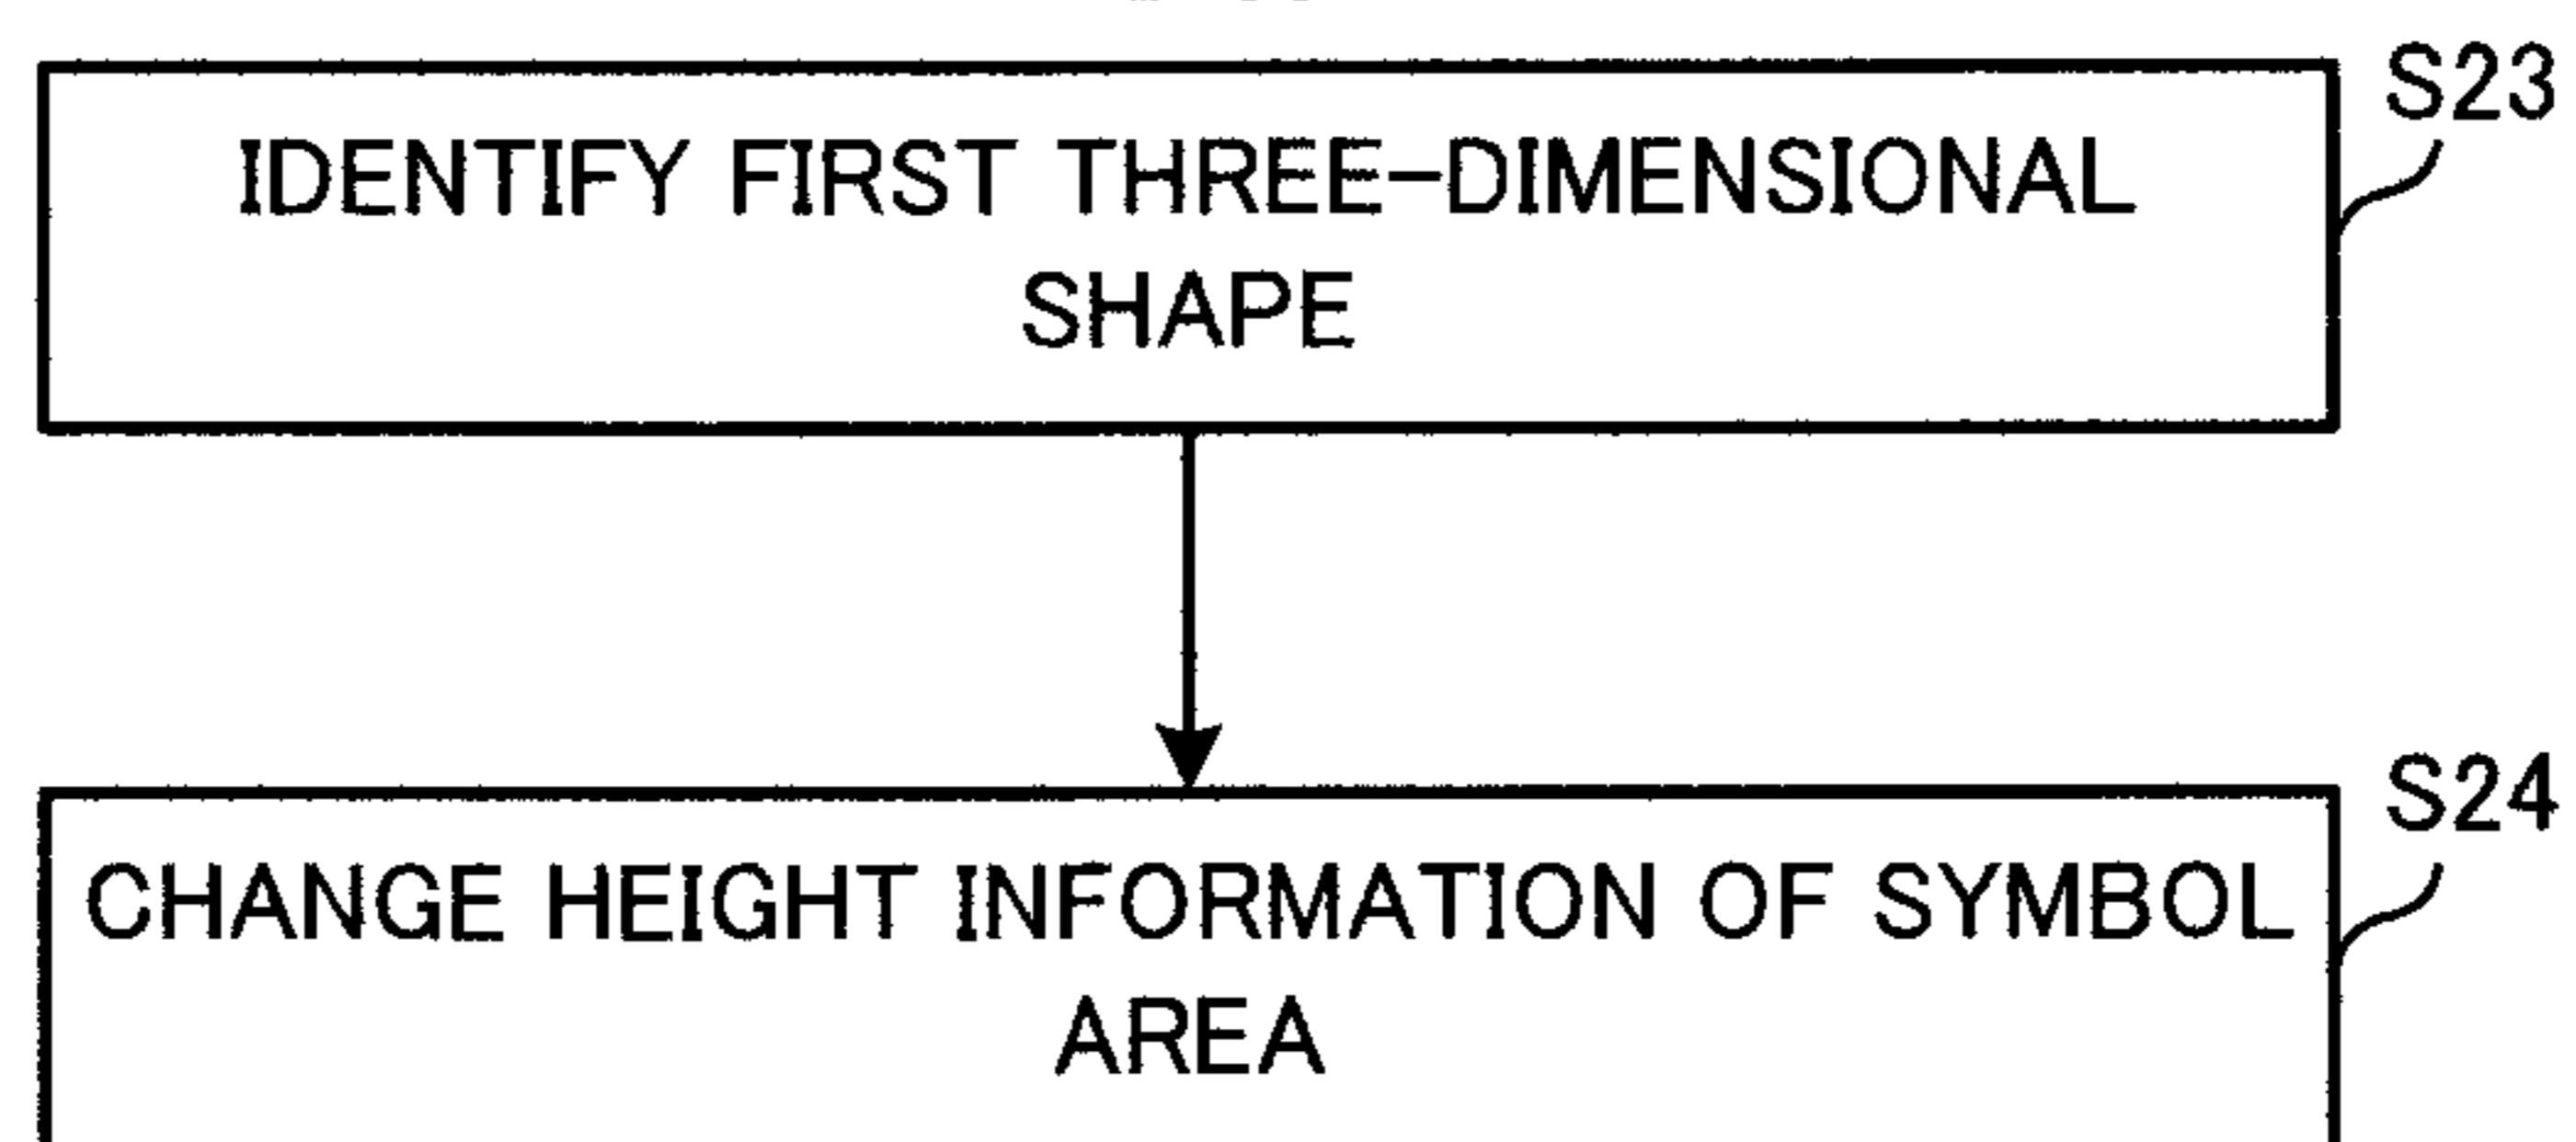 S23
IDENTIFY FIRST THREE-DIMENSIONAL
SHAPE
S24
CHANGE HEIGHT INFORMATION OF SYMBOL
AREA